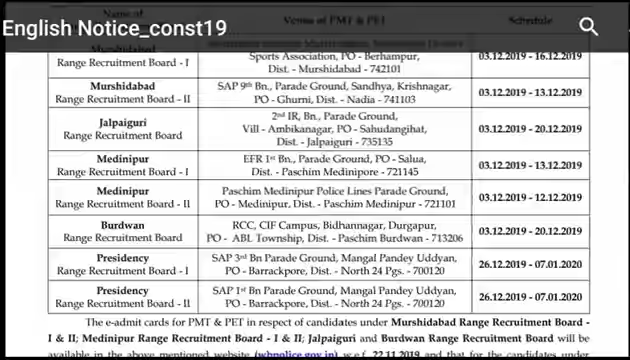 Name of Venue of PMT & PET Schedule
English Notice_const19
Murshidabad
Range Recruitment Board - I
Sports Association, PO - Berhampur,
Dist. - Murshidabad - 742101
03.12.2019 - 16.12.2019
Murshidabad
Range Recruitment Board - II
SAP 9th Bn., Parade Ground, Sandhya, Krishnagar,
PO - Ghurni, Dist. - Nadia - 741103
03.12.2019 - 13.12.2019
Jalpaiguri
Range Recruitment Board
2nd IR, Bn., Parade Ground,
Vill - Ambikanagar, PO - Sahudangihat,
Dist. - Jalpaiguri - 735135
03.12.2019 - 20.12.2019
Medinipur
Range Recruitment Board - I
EFR 1st Bn., Parade Ground, PO - Salua,
Dist. - Paschim Medinipore - 721145
03.12.2019 - 13.12.2019
Medinipur
Range Recruitment Board - II
Paschim Medinipur Police Lines Parade Ground,
PO - Medinipur, Dist. - Paschim Medinipur - 721101
03.12.2019 - 12.12.2019
Burdwan
Range Recruitment Board
RCC, CIF Campus, Bidhannagar, Durgapur,
PO - ABL Township, Dist. - Paschim Burdwan - 713206
03.12.2019 - 20.12.2019
Presidency
Range Recruitment Board - I
SAP 3rd Bn Parade Ground, Mangal Pandey Uddyan,
PO - Barrackpore, Dist. - North 24 Pgs. - 700120
26.12.2019 - 07.01.2020
Presidency
Range Recruitment Board - II
SAP 1st Bn Parade Ground, Mangal Pandey Uddyan,
PO - Barrackpore, Dist. - North 24 Pgs. - 700120
26.12.2019 - 07.01.2020
The e-admit cards for PMT & PET in respect of candidates under Murshidabad Range Recruitment Board -
I & II; Medinipur Range Recruitment Board - I & II; Jalpaiguri and Burdwan Range Recruitment Board will be
available in the above mentioned website (wbpolice.gov.in) w.e.f. 22.11.2019 and that for the candidates under